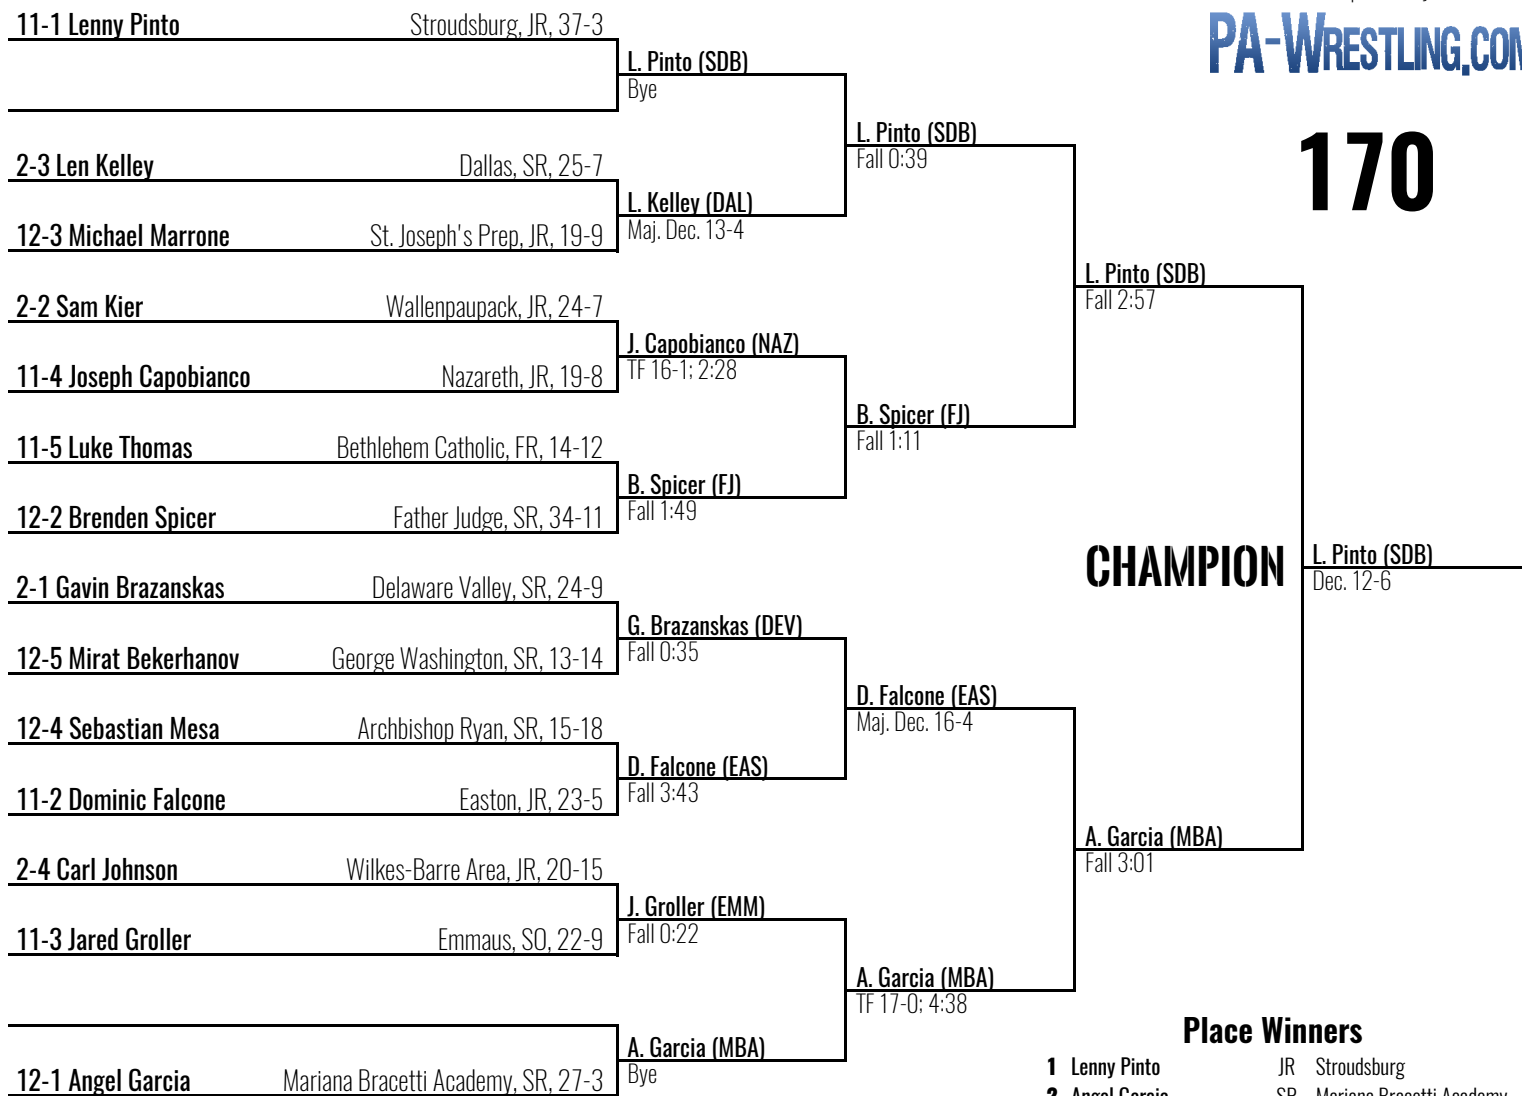 PA-WRESTLING.COM
170
11-1 Lenny Pinto Stroudsburg, JR, 37-3
L. Pinto (SDB)
Bye
L. Pinto (SDB)
Fall 0:39
2-3 Len Kelley Dallas, SR, 25-7
L. Kelley (DAL)
Maj. Dec. 13-4
12-3 Michael Marrone St. Joseph's Prep, JR, 19-9
L. Pinto (SDB)
Fall 2:57
2-2 Sam Kier Wallenpaupack, JR, 24-7
J. Capobianco (NAZ)
TF 16-1; 2:28
11-4 Joseph Capobianco Nazareth, JR, 19-8
B. Spicer (FJ)
Fall 1:11
11-5 Luke Thomas Bethlehem Catholic, FR, 14-12
B. Spicer (FJ)
Fall 1:49
12-2 Brenden Spicer Father Judge, SR, 34-11
CHAMPION
L. Pinto (SDB)
Dec. 12-6
2-1 Gavin Brazanskas Delaware Valley, SR, 24-9
G. Brazanskas (DEV)
Fall 0:35
12-5 Mirat Bekerhanov George Washington, SR, 13-14
D. Falcone (EAS)
Maj. Dec. 16-4
12-4 Sebastian Mesa Archbishop Ryan, SR, 15-18
D. Falcone (EAS)
Fall 3:43
11-2 Dominic Falcone Easton, JR, 23-5
A. Garcia (MBA)
Fall 3:01
2-4 Carl Johnson Wilkes-Barre Area, JR, 20-15
J. Groller (EMM)
Fall 0:22
11-3 Jared Groller Emmaus, SO, 22-9
A. Garcia (MBA)
TF 17-0; 4:38
A. Garcia (MBA)
Bye
12-1 Angel Garcia Mariana Bracetti Academy, SR, 27-3
Place Winners
1 Lenny Pinto JR Stroudsburg
2 Angel Garcia SR Mariana Bracetti Academy